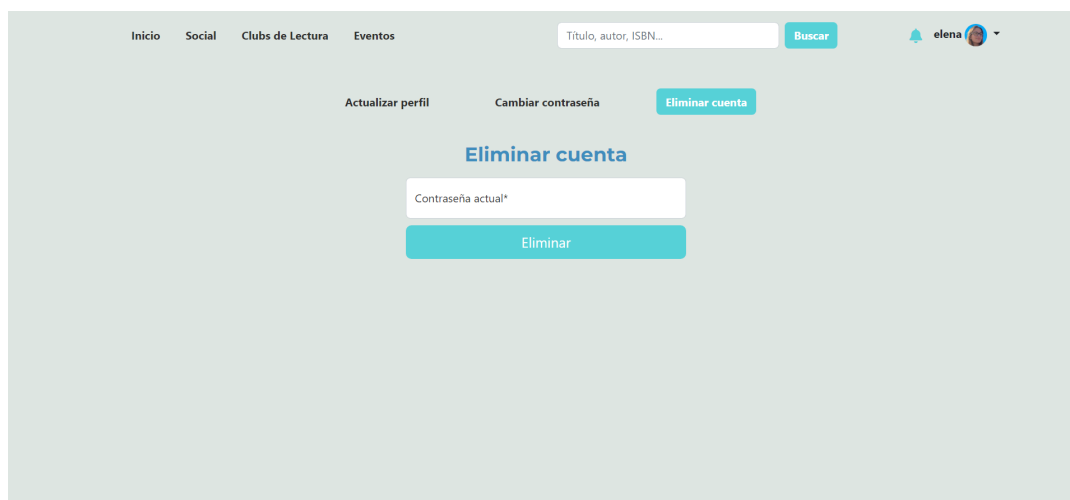 Inicio Social Clubs de Lectura Eventos Título, autor, ISBN... Buscar elena
Actualizar perfil Cambiar contraseña Eliminar cuenta
Eliminar cuenta
Contraseña actual*
Eliminar